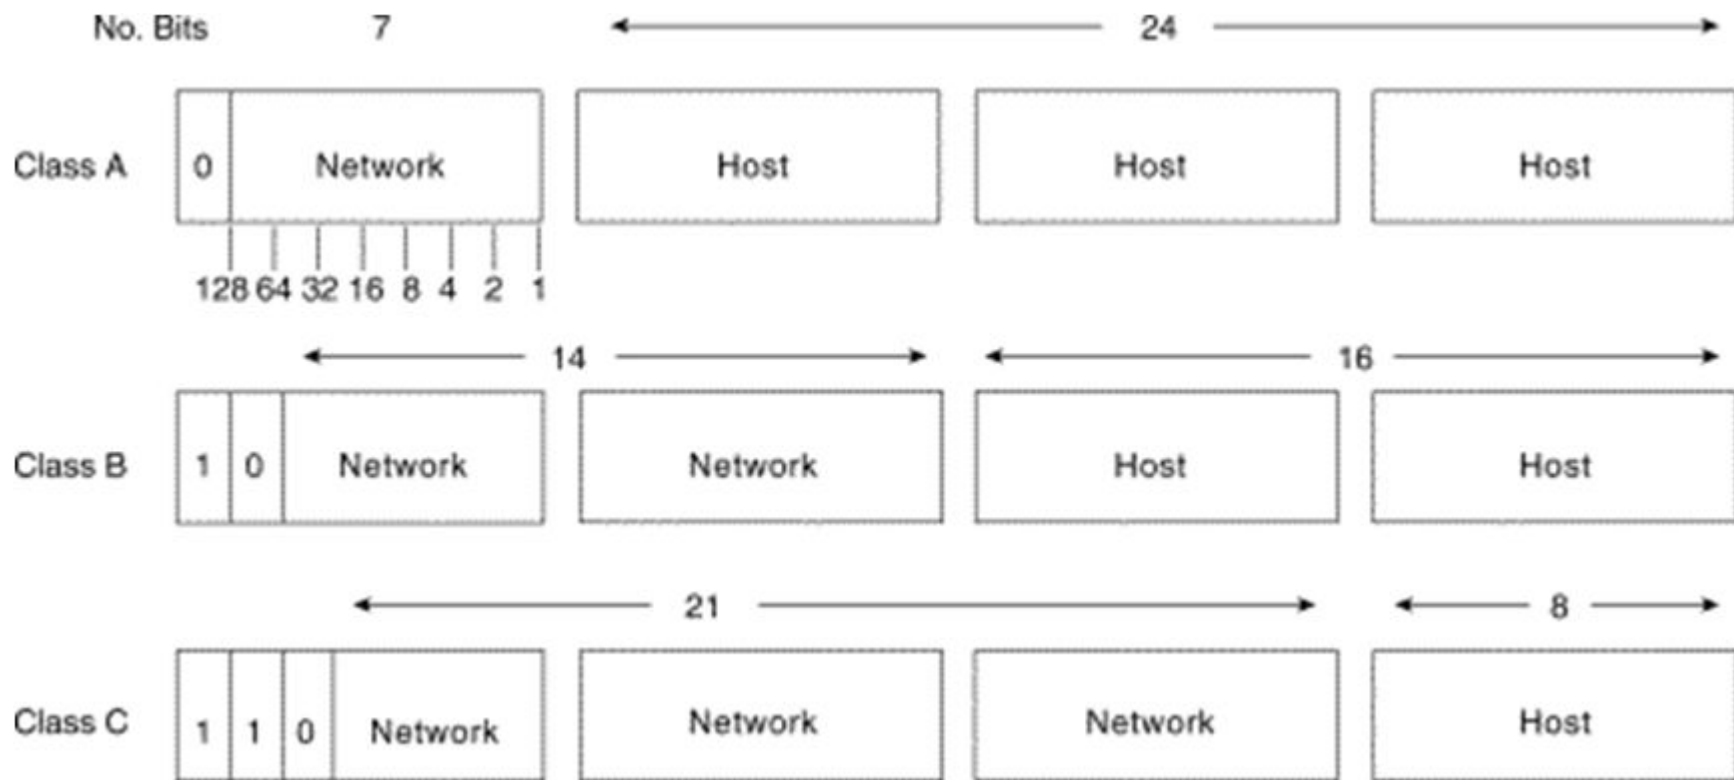 No. Bits 7 24
Class A 0 Network Host Host Host
128 64 32 16 8 4 2 1
14 16
Class B 1 0 Network Network Host Host
21 8
Class C 1 1 0 Network Network Network Host